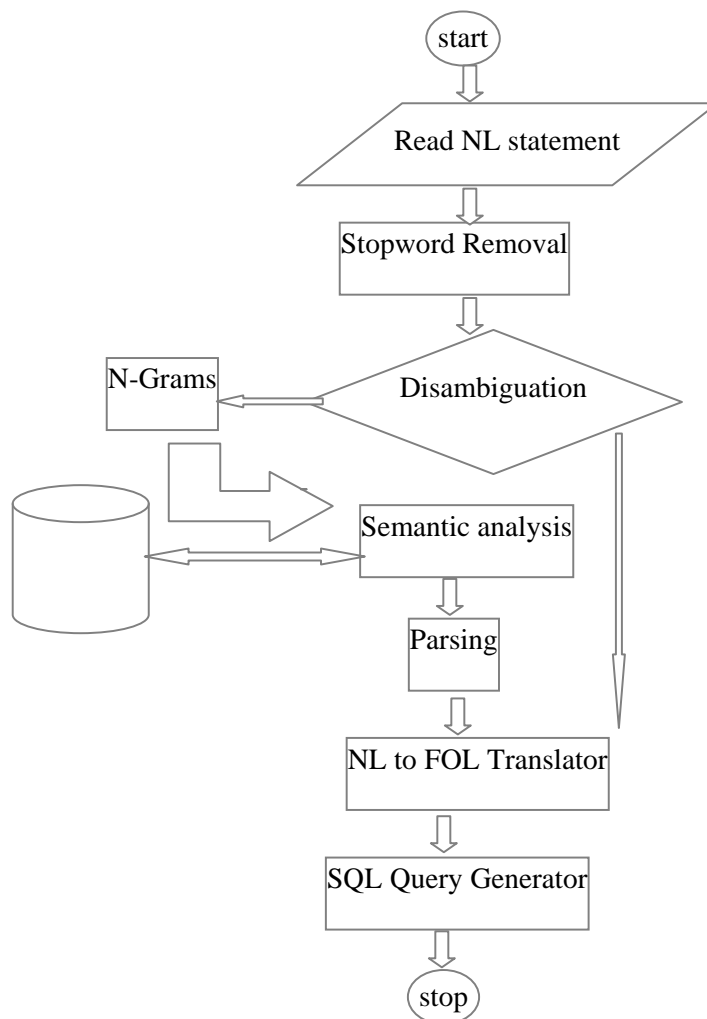 start
Read NL statement
Stopword Removal
N-Grams
Disambiguation
Semantic analysis
Parsing
NL to FOL Translator
SQL Query Generator
stop